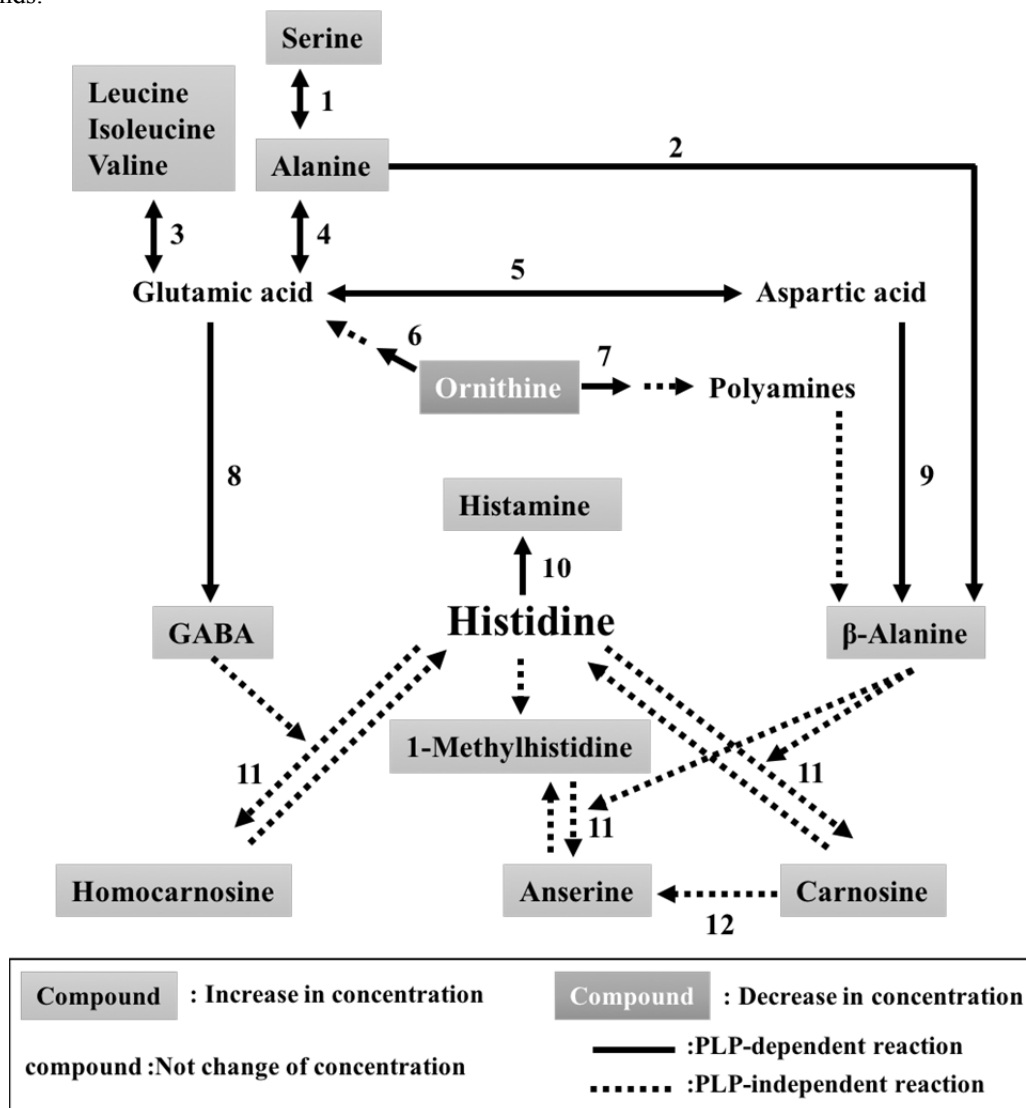 Serine
1
Leucine
Isoleucine
Valine
Alanine
2
3
4
Glutamic acid
5
Aspartic acid
6
7
Ornithine
Polyamines
8
9
Histamine
10
GABA
Histidine
β-Alanine
1-Methylhistidine
11
11
11
Homocarnosine
Anserine
Carnosine
12
Compound : Increase in concentration
Compound : Decrease in concentration
compound :Not change of concentration
:PLP-dependent reaction
:PLP-independent reaction